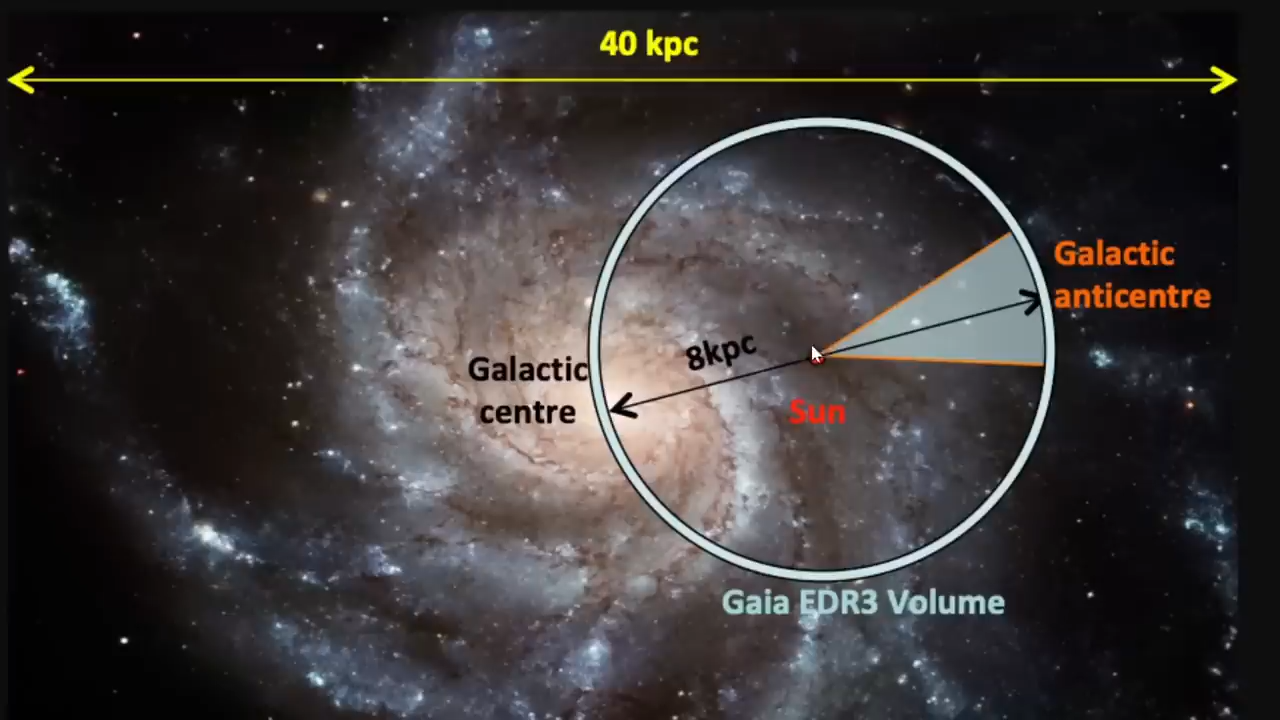 40 kpc
Galactic
anticentre
8kpc
Galactic
centre
Sun
Gaia EDR3 Volume